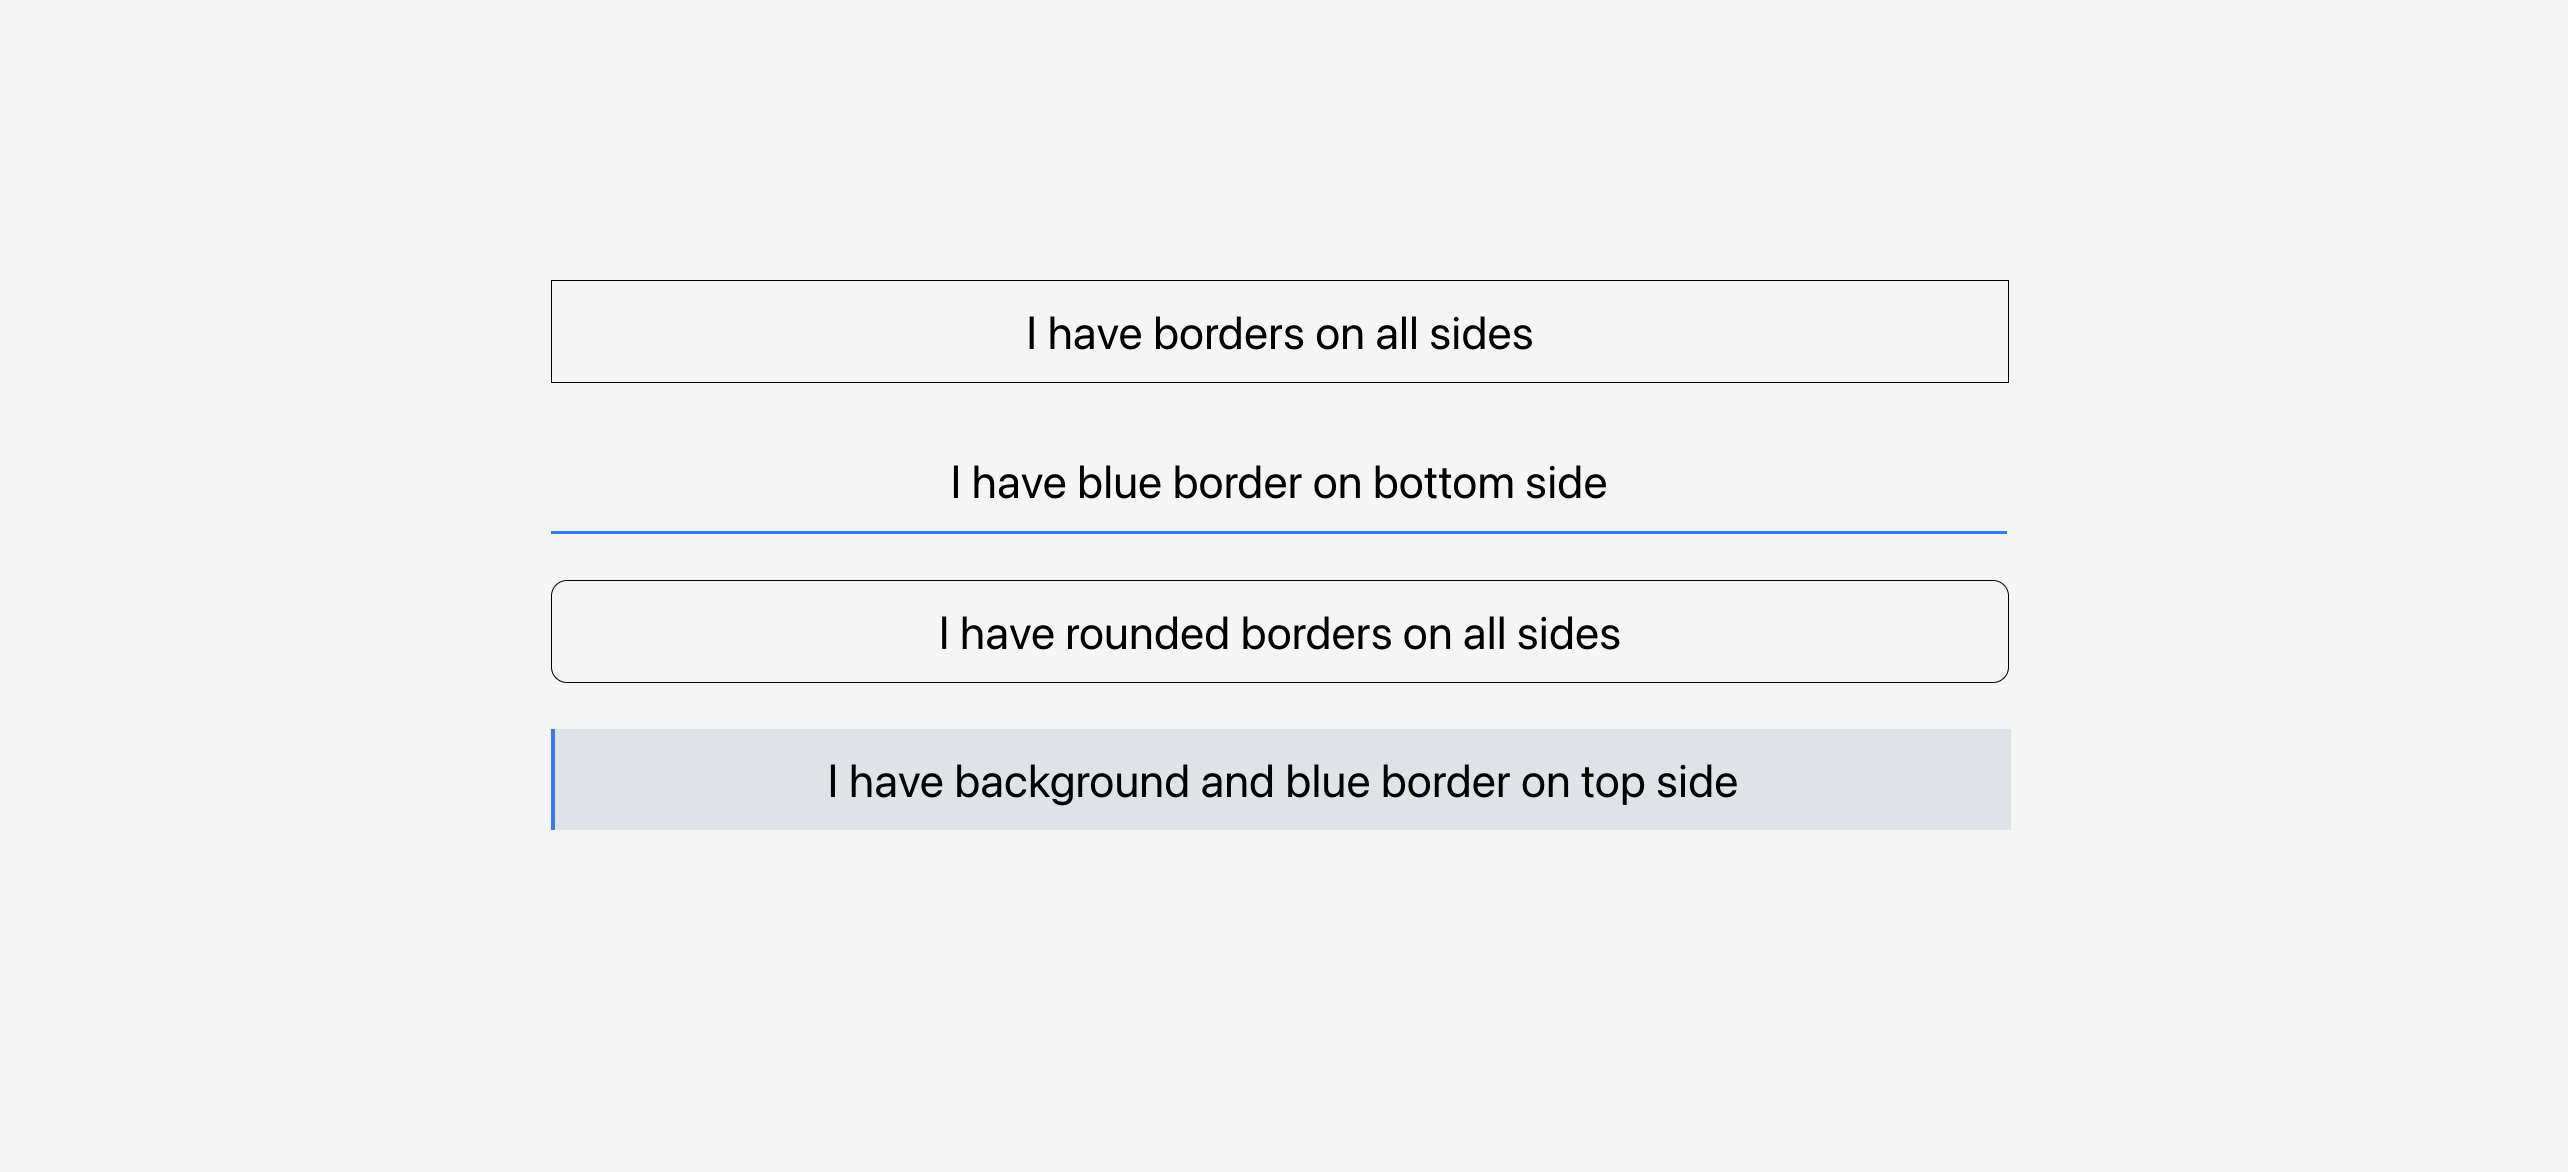 I have borders on all sides
I have blue border on bottom side
I have rounded borders on all sides
I have background and blue border on top side